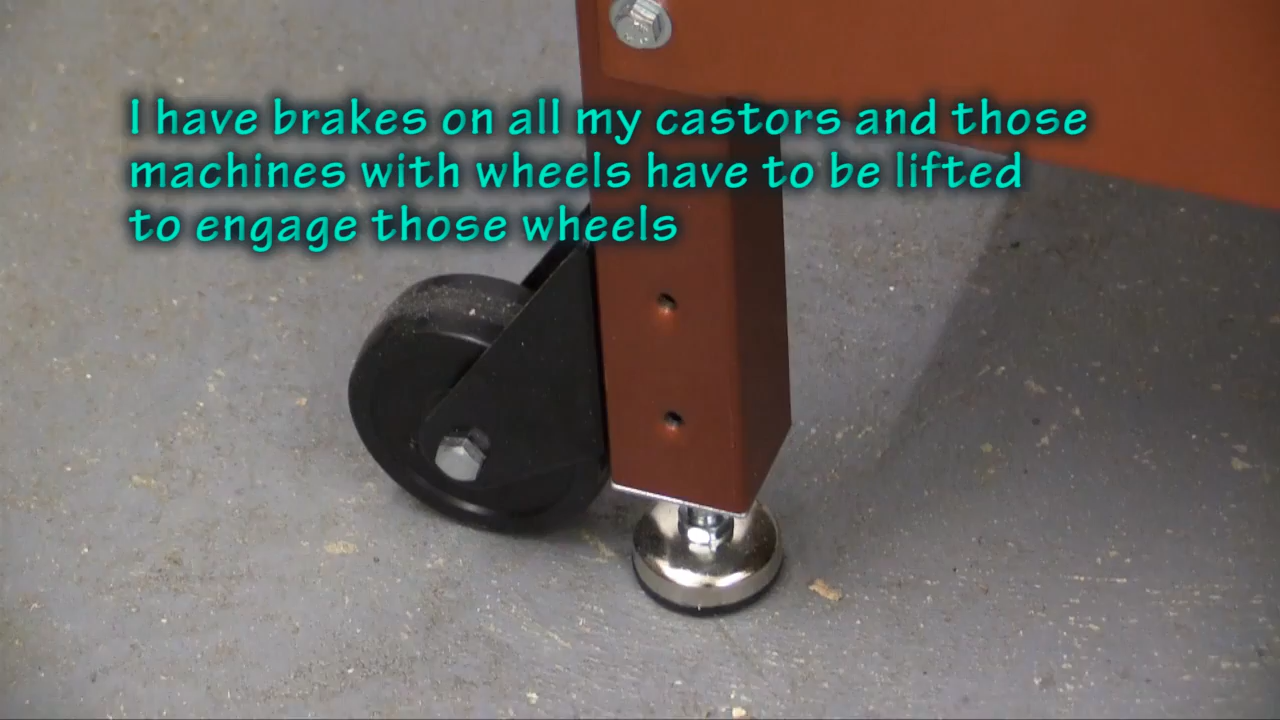 I have brakes on all my castors and those
machines with wheels have to be lifted
to engage those wheels